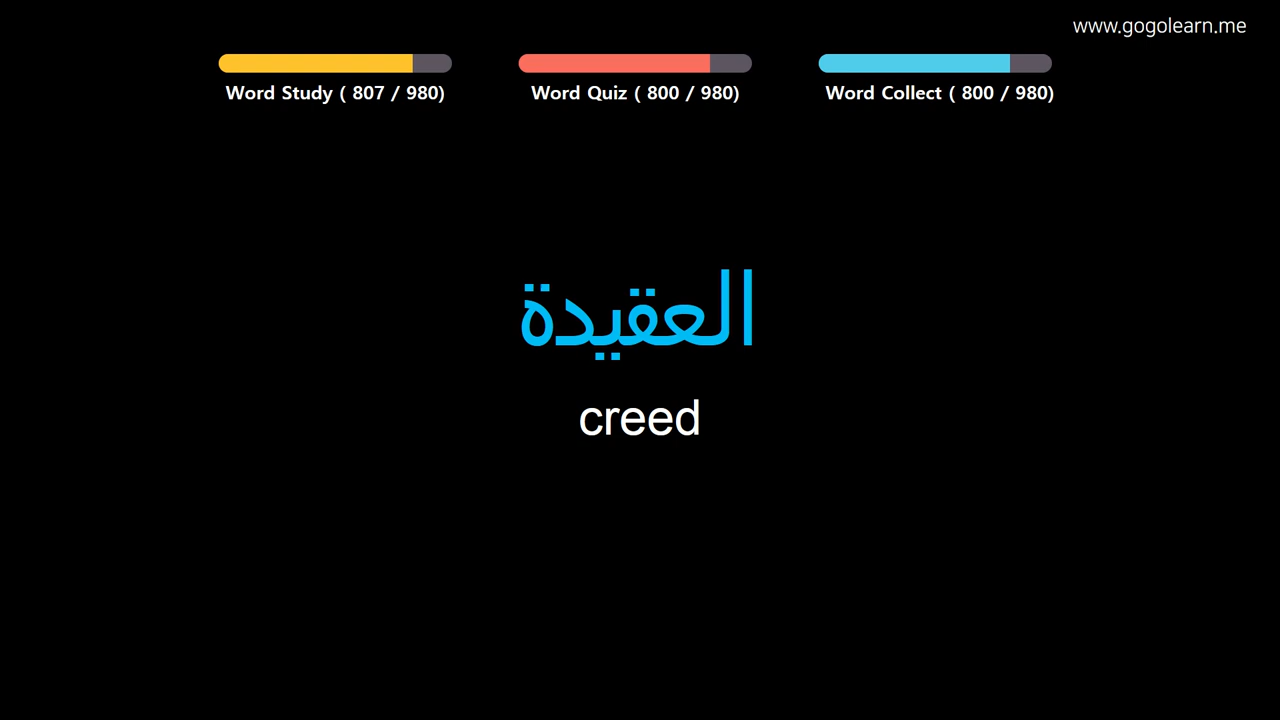 www.gogolearn.me
Word Study ( 807 / 980)
Word Quiz ( 800 / 980)
Word Collect ( 800 / 980)
العقيدة
creed